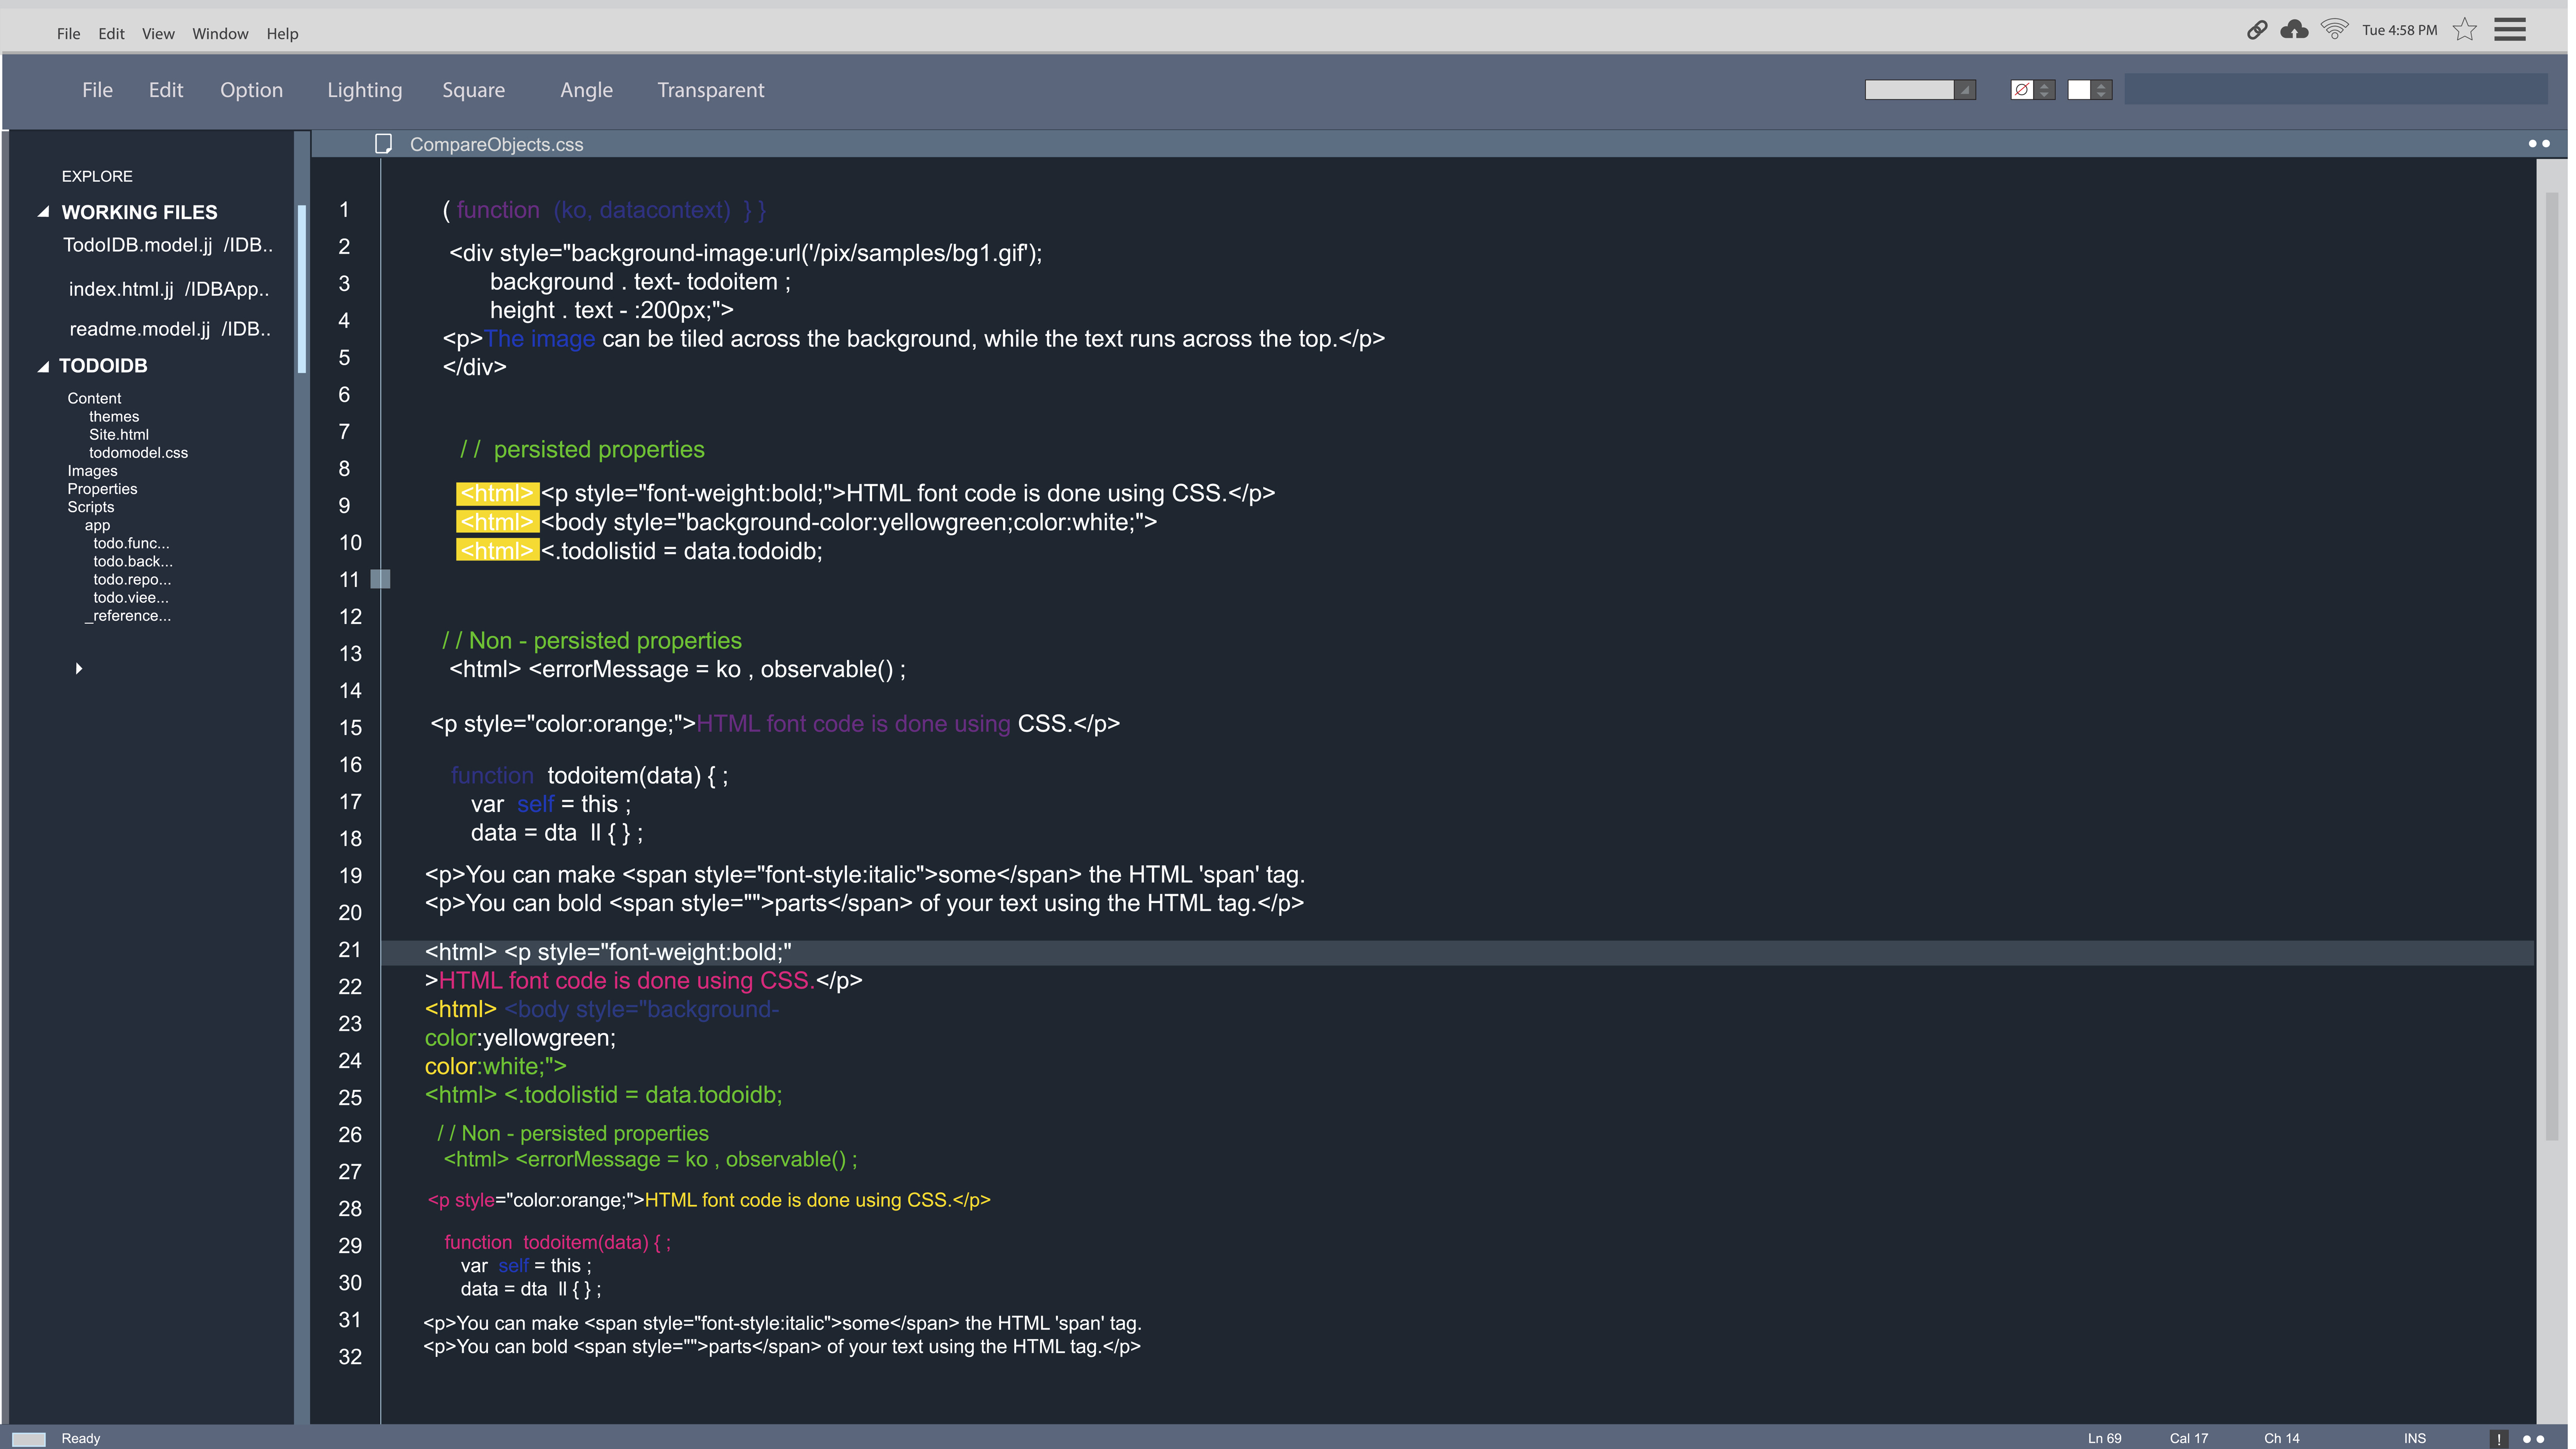 File Edit View Window Help
Tue 4:58 PM
File Edit Option Lighting Square Angle Transparent
CompareObjects.css
EXPLORE
WORKING FILES
TodoIDB.model.jj /IDB..
index.html.jj /IDBApp..
readme.model.jj /IDB..
TODOIDB
Content
themes
Site.html
todomodel.css
Images
Properties
Scripts
app
todo.func...
todo.back...
todo.repo...
todo.viee...
_reference...
1
2
3
4
5
6
7
8
9
10
11
12
13
14
15
16
17
18
19
20
21
22
23
24
25
26
27
28
29
30
31
32
( function (ko, datacontext) } }
<div style="background-image:url('/pix/samples/bg1.gif');
background . text- todoitem ;
height . text - :200px;">
<p>The image can be tiled across the background, while the text runs across the top.</p>
</div>
/ / persisted properties
<html> <p style="font-weight:bold;">HTML font code is done using CSS.</p>
<html> <body style="background-color:yellowgreen;color:white;">
<html> <.todolistid = data.todoidb;
/ / Non - persisted properties
<html> <errorMessage = ko , observable() ;
<p style="color:orange;">HTML font code is done using CSS.</p>
function todoitem(data) { ;
var self = this ;
data = dta ll { } ;
<p>You can make <span style="font-style:italic">some</span> the HTML 'span' tag.
<p>You can bold <span style="">parts</span> of your text using the HTML tag.</p>
<html> <p style="font-weight:bold;"
>HTML font code is done using CSS.</p>
<html> <body style="background-
color:yellowgreen;
color:white;">
<html> <.todolistid = data.todoidb;
/ / Non - persisted properties
<html> <errorMessage = ko , observable() ;
<p style="color:orange;">HTML font code is done using CSS.</p>
function todoitem(data) { ;
var self = this ;
data = dta ll { } ;
<p>You can make <span style="font-style:italic">some</span> the HTML 'span' tag.
<p>You can bold <span style="">parts</span> of your text using the HTML tag.</p>
Ready
Ln 69 Cal 17 Ch 14 INS !